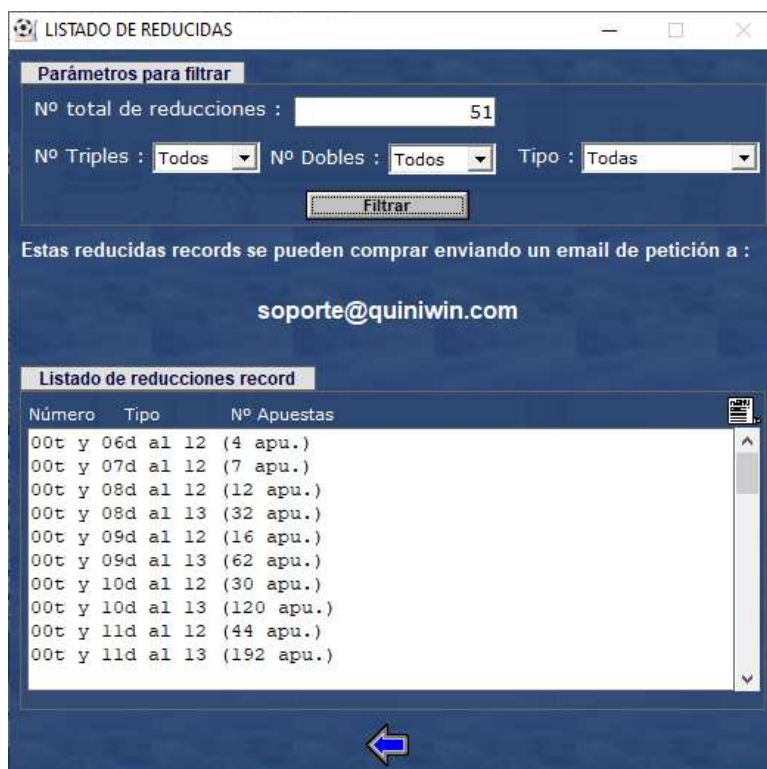 LISTADO DE REDUCIDAS
Parámetros para filtrar
Nº total de reducciones : 51
Nº Triples : Todos Nº Dobles : Todos Tipo : Todas
Filtrar
Estas reducidas records se pueden comprar enviando un email de petición a :
soporte@quiniwin.com
Listado de reducciones record
Número Tipo Nº Apuestas
00t y 06d al 12 (4 apu.)
00t y 07d al 12 (7 apu.)
00t y 08d al 12 (12 apu.)
00t y 08d al 13 (32 apu.)
00t y 09d al 12 (16 apu.)
00t y 09d al 13 (62 apu.)
00t y 10d al 12 (30 apu.)
00t y 10d al 13 (120 apu.)
00t y 11d al 12 (44 apu.)
00t y 11d al 13 (192 apu.)